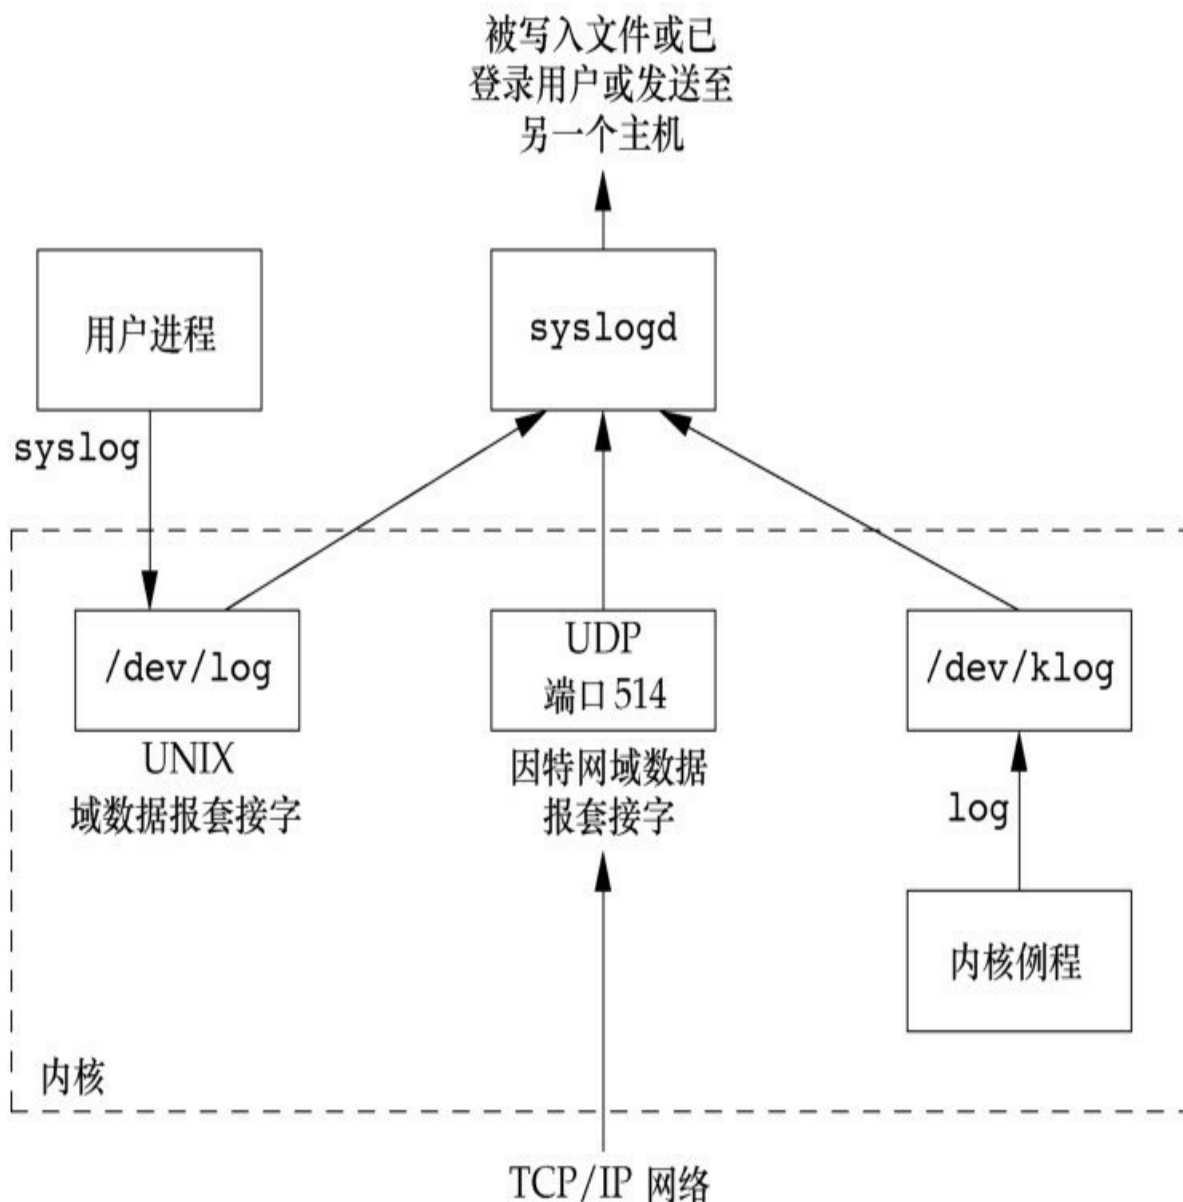 被写入文件或已
登录用户或发送至
另一个主机
用户进程
syslogd
syslog
/dev/log
UNIX
域数据报套接字
UDP
端口 514
因特网域数据
报套接字
/dev/klog
log
内核例程
内核
TCP/IP 网络